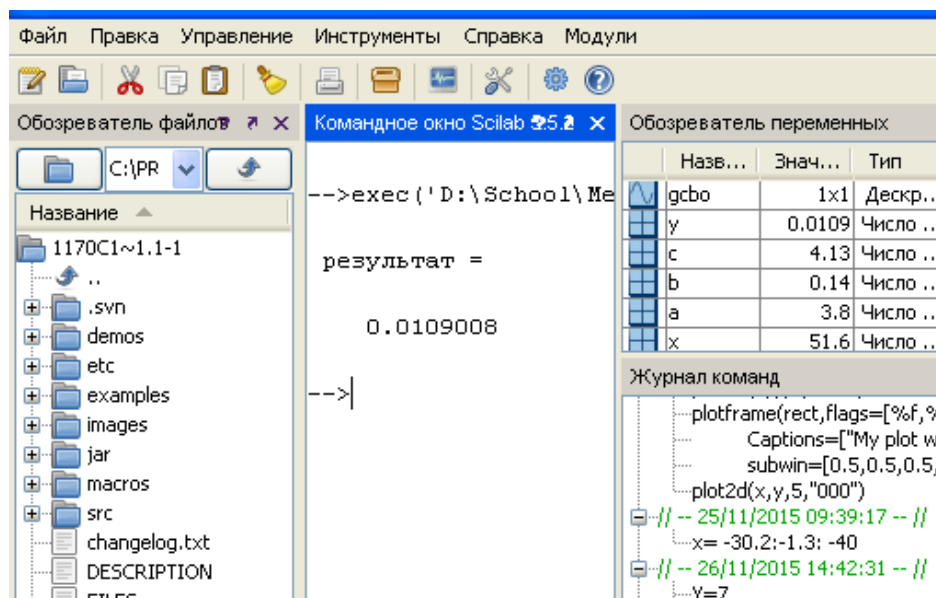 Файл Правка Управление Инструменты Справка Модули
Обозреватель файлов
C:\PR
Название
1170C1~1.1-1
..
.svn
demos
etc
examples
images
jar
macros
src
changelog.txt
DESCRIPTION
Командное окно Scilab
-->exec('D:\School\Me
результат =
0.0109008
-->
Обозреватель переменных
Назв... Знач... Тип
gcbo 1x1 Дескр...
y 0.0109 Число ...
c 4.13 Число ...
b 0.14 Число ...
a 3.8 Число ...
x 51.6 Число ...
Журнал команд
plotframe(rect,flags=[%f,%
Captions=["My plot w
subwin=[0.5,0.5,0.5,
plot2d(x,y,5,"000")
// -- 25/11/2015 09:39:17 -- //
x= -30.2:-1.3: -40
// -- 26/11/2015 14:42:31 -- //
Y=7